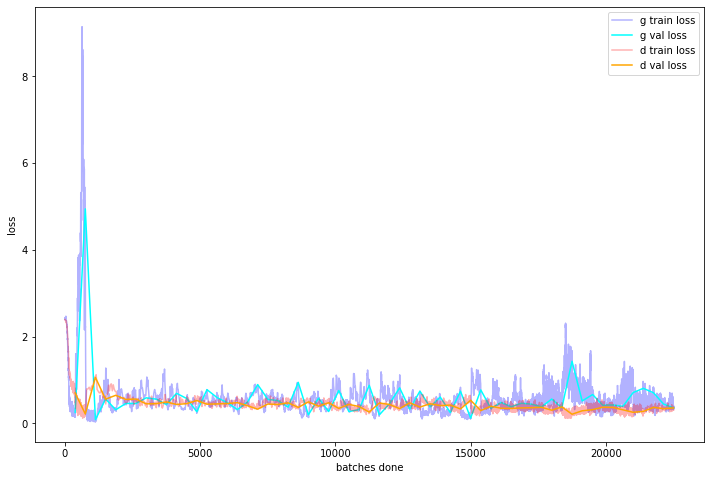 g train loss
g val loss
d train loss
d val loss
8
6
4
2
0
loss
0
5000
10000
15000
20000
batches done